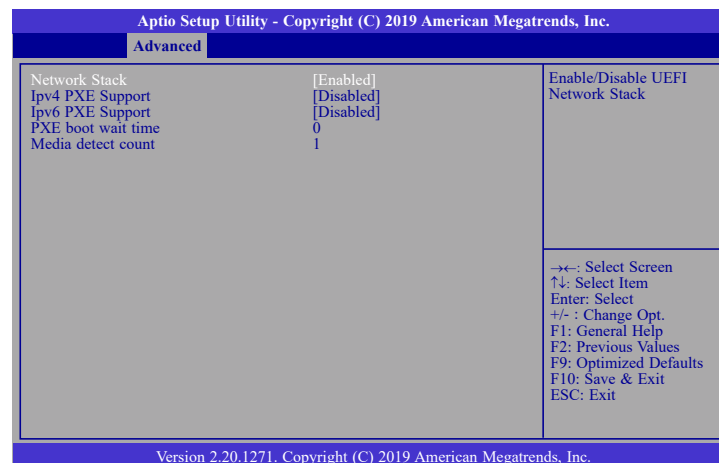 Aptio Setup Utility - Copyright (C) 2019 American Megatrends, Inc.
Advanced
Network Stack [Enabled]
Ipv4 PXE Support [Disabled]
Ipv6 PXE Support [Disabled]
PXE boot wait time 0
Media detect count 1
Enable/Disable UEFI
Network Stack
→←: Select Screen
↑↓: Select Item
Enter: Select
+/- : Change Opt.
F1: General Help
F2: Previous Values
F9: Optimized Defaults
F10: Save & Exit
ESC: Exit
Version 2.20.1271. Copyright (C) 2019 American Megatrends, Inc.